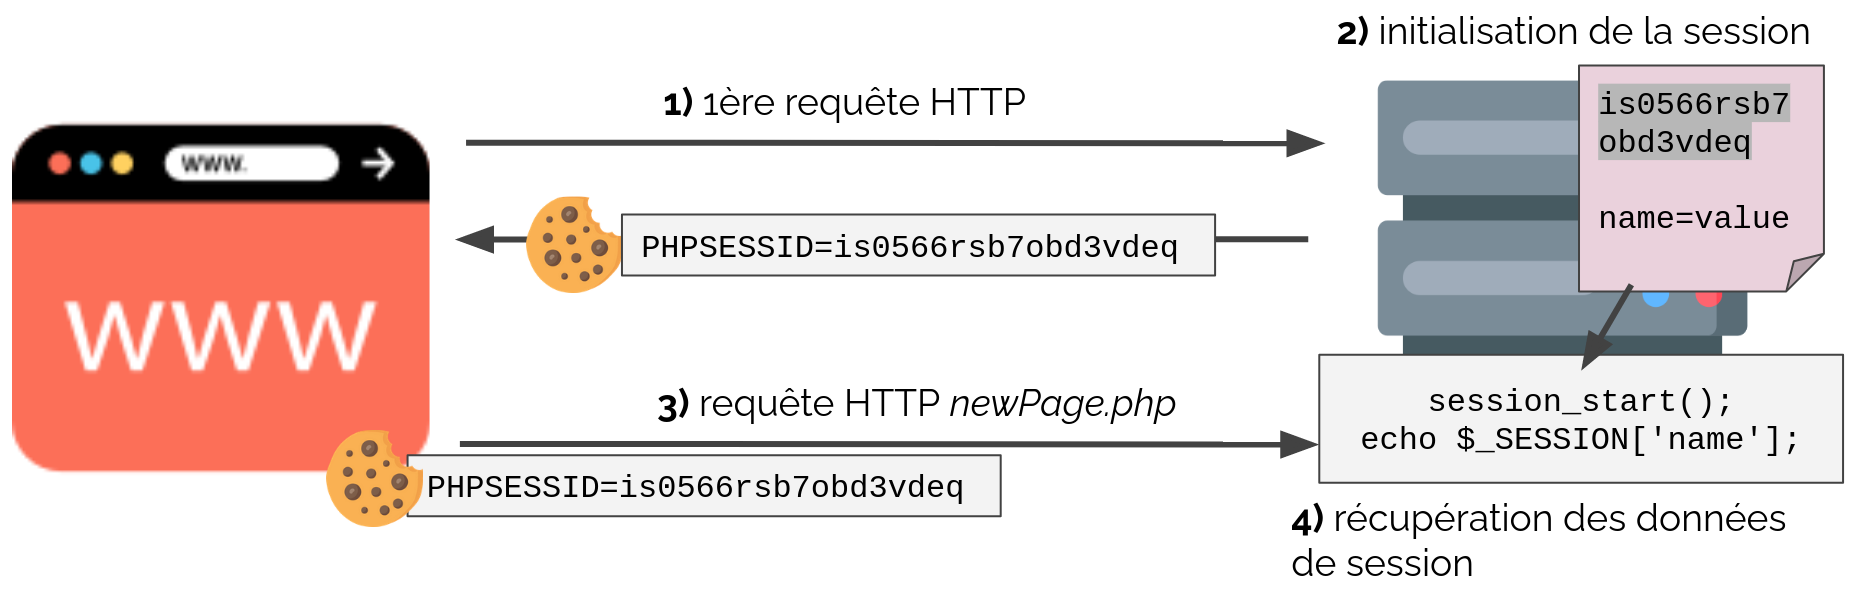 2) initialisation de la session
1) 1ère requête HTTP
is0566rsb7
obd3vdeq
name=value
www.
PHPSESSID=is0566rsb7obd3vdeq
www
3) requête HTTP newPage.php
session_start();
echo $_SESSION['name'];
PHPSESSID=is0566rsb7obd3vdeq
4) récupération des données
de session